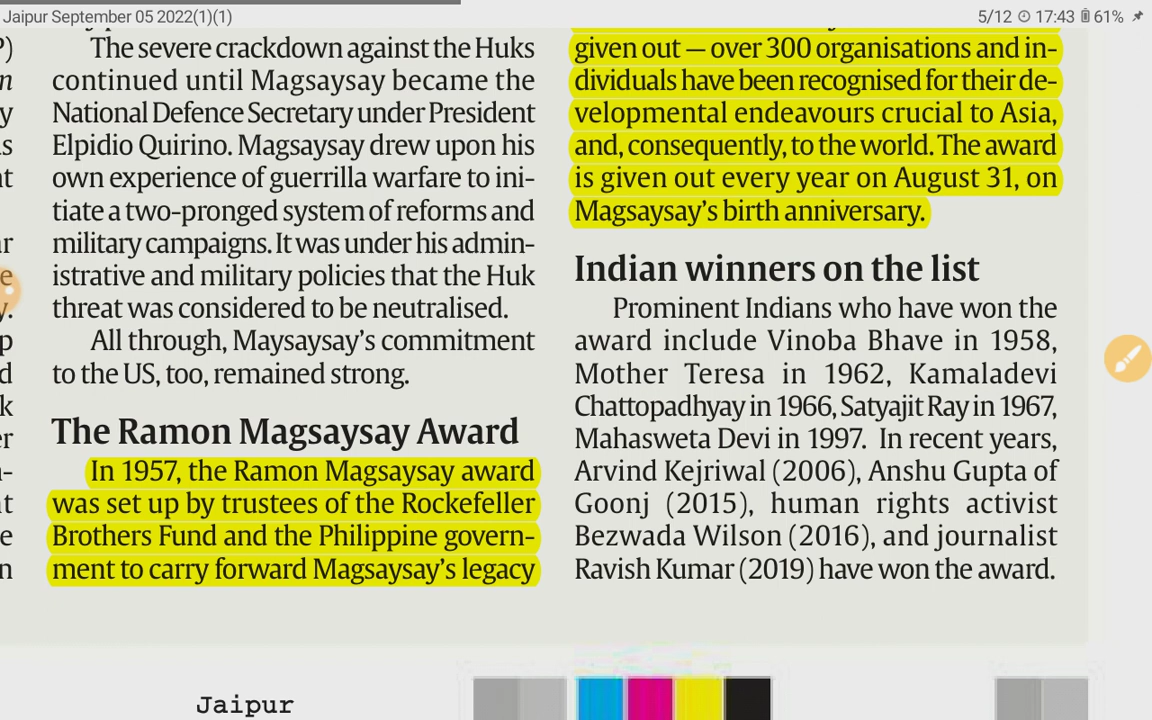 Jaipur September 05 2022(1)(1)
5/12 17:43 61%
P)
n
y
s
nt
ar
e
y.
p
d
k
er
a-
nt
e
n
The severe crackdown against the Huks
continued until Magsaysay became the
National Defence Secretary under President
Elpidio Quirino. Magsaysay drew upon his
own experience of guerrilla warfare to ini-
tiate a two-pronged system of reforms and
military campaigns. It was under his admin-
istrative and military policies that the Huk
threat was considered to be neutralised.
All through, Maysaysay's commitment
to the US, too, remained strong.
The Ramon Magsaysay Award
In 1957, the Ramon Magsaysay award
was set up by trustees of the Rockefeller
Brothers Fund and the Philippine govern-
ment to carry forward Magsaysay's legacy
given out — over 300 organisations and in-
dividuals have been recognised for their de-
velopmental endeavours crucial to Asia,
and, consequently, to the world. The award
is given out every year on August 31, on
Magsaysay's birth anniversary.
Indian winners on the list
Prominent Indians who have won the
award include Vinoba Bhave in 1958,
Mother Teresa in 1962, Kamaladevi
Chattopadhyay in 1966, Satyajit Ray in 1967,
Mahasweta Devi in 1997. In recent years,
Arvind Kejriwal (2006), Anshu Gupta of
Goonj (2015), human rights activist
Bezwada Wilson (2016), and journalist
Ravish Kumar (2019) have won the award.
Jaipur